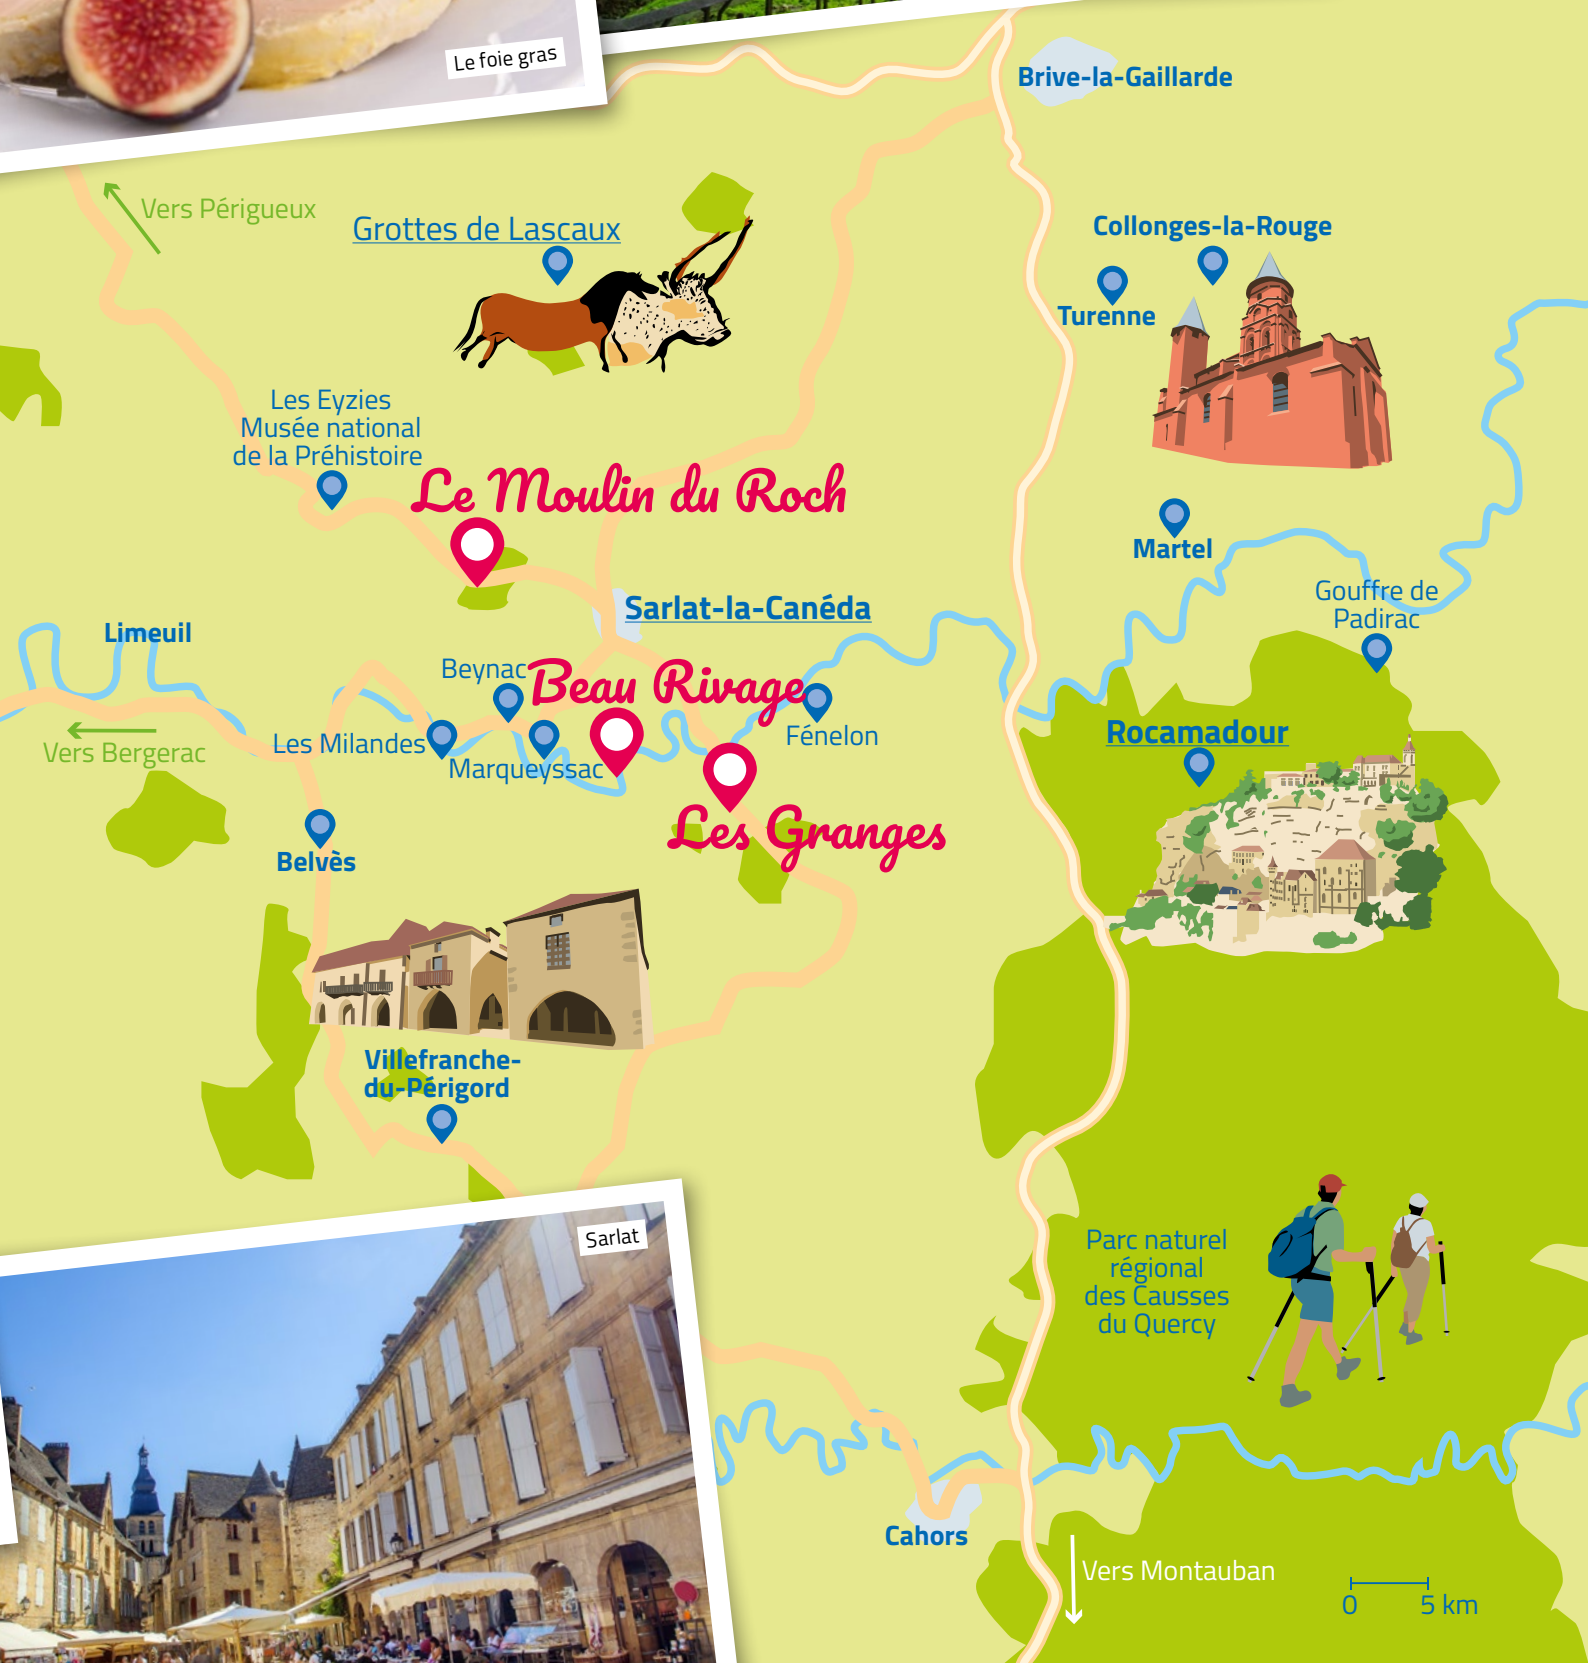 Le foie gras
Brive-la-Gaillarde
Vers Périgueux
Grottes de Lascaux
Collonges-la-Rouge
Turenne
Les Eyzies
Musée national
de la Préhistoire
Le Moulin du Roch
Martel
Gouffre de
Padirac
Sarlat-la-Canéda
Limeuil
Beynac
Beau Rivage
Rocamadour
Fénelon
Les Milandes
Vers Bergerac
Marqueyssac
Les Granges
Belvès
Villefranche-
du-Périgord
Sarlat
Parc naturel
régional
des Causses
du Quercy
Cahors
Vers Montauban
0 5 km